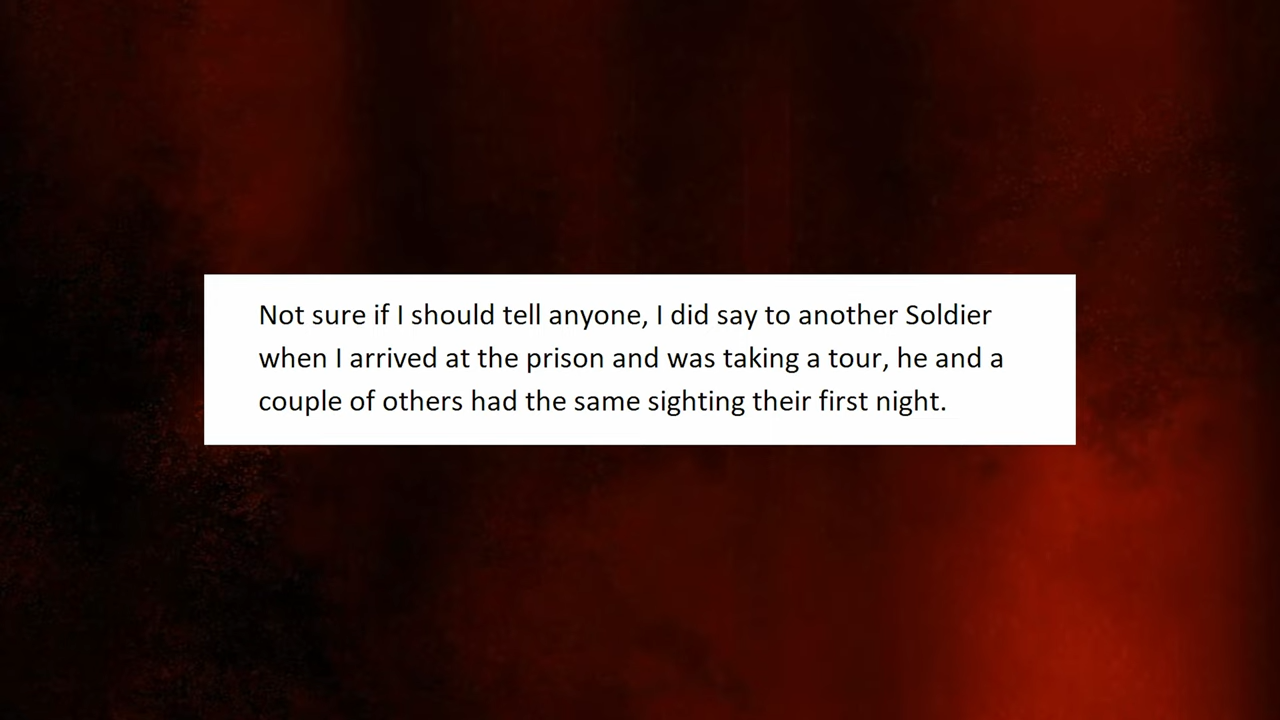 Not sure if I should tell anyone, I did say to another Soldier
when I arrived at the prison and was taking a tour, he and a
couple of others had the same sighting their first night.